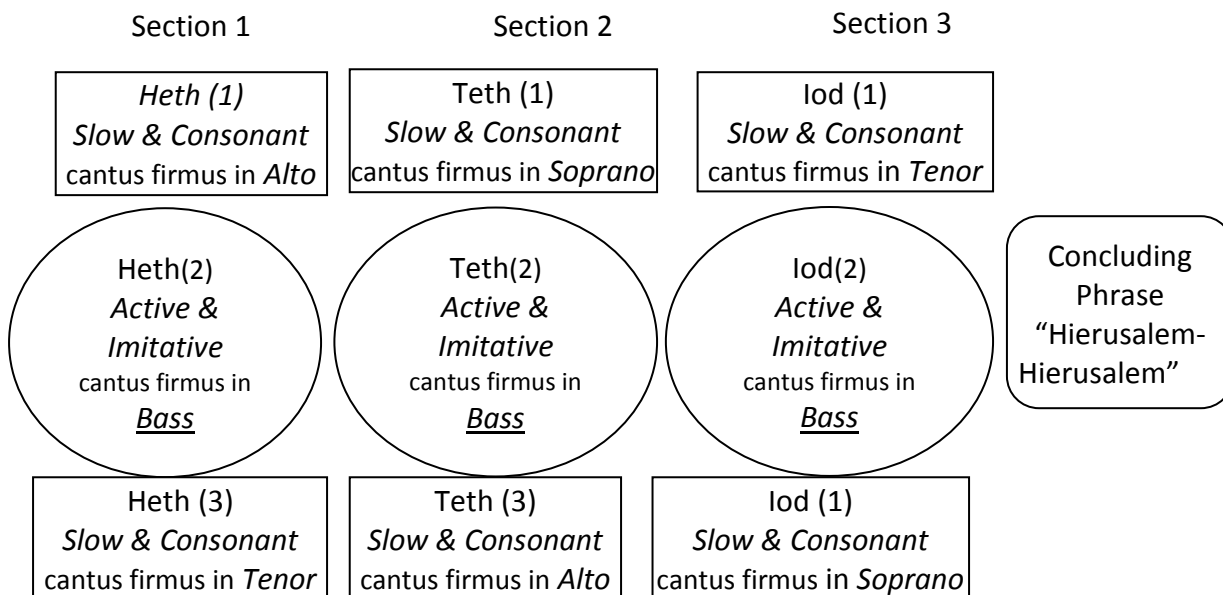 Section 1
Section 2
Section 3
Heth (1)
Slow & Consonant
cantus firmus in Alto
Teth (1)
Slow & Consonant
cantus firmus in Soprano
Iod (1)
Slow & Consonant
cantus firmus in Tenor
Heth(2)
Active &
Imitative
cantus firmus in
Bass
Teth(2)
Active &
Imitative
cantus firmus in
Bass
Iod(2)
Active &
Imitative
cantus firmus in
Bass
Concluding
Phrase
“Hierusalem-
Hierusalem”
Heth (3)
Slow & Consonant
cantus firmus in Tenor
Teth (3)
Slow & Consonant
cantus firmus in Alto
Iod (1)
Slow & Consonant
cantus firmus in Soprano